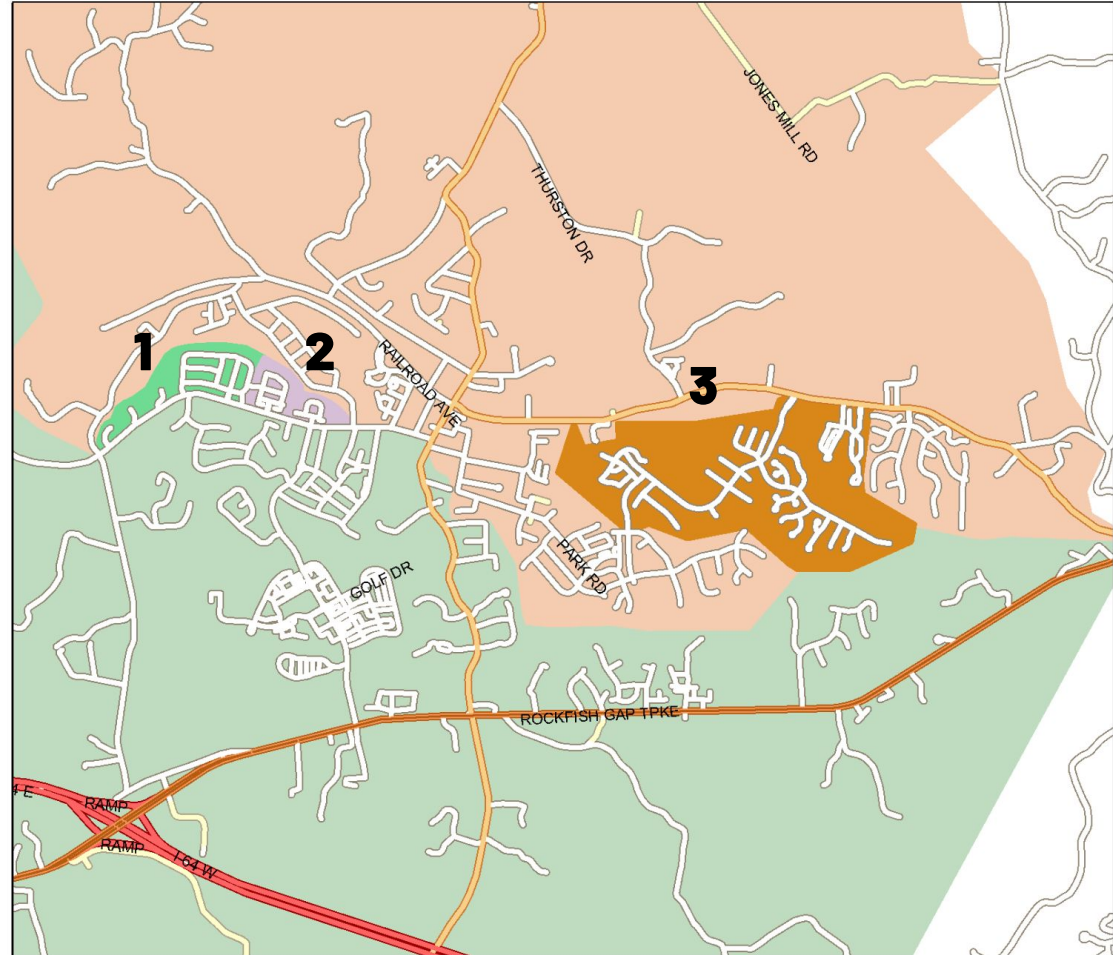 JONES MILL RD
THURSTON DR
1
2
RAILROAD AVE
3
PARK RD
GOLF DR
ROCKFISH GAP TPKE
4 E
RAMP
RAMP
I-64 W